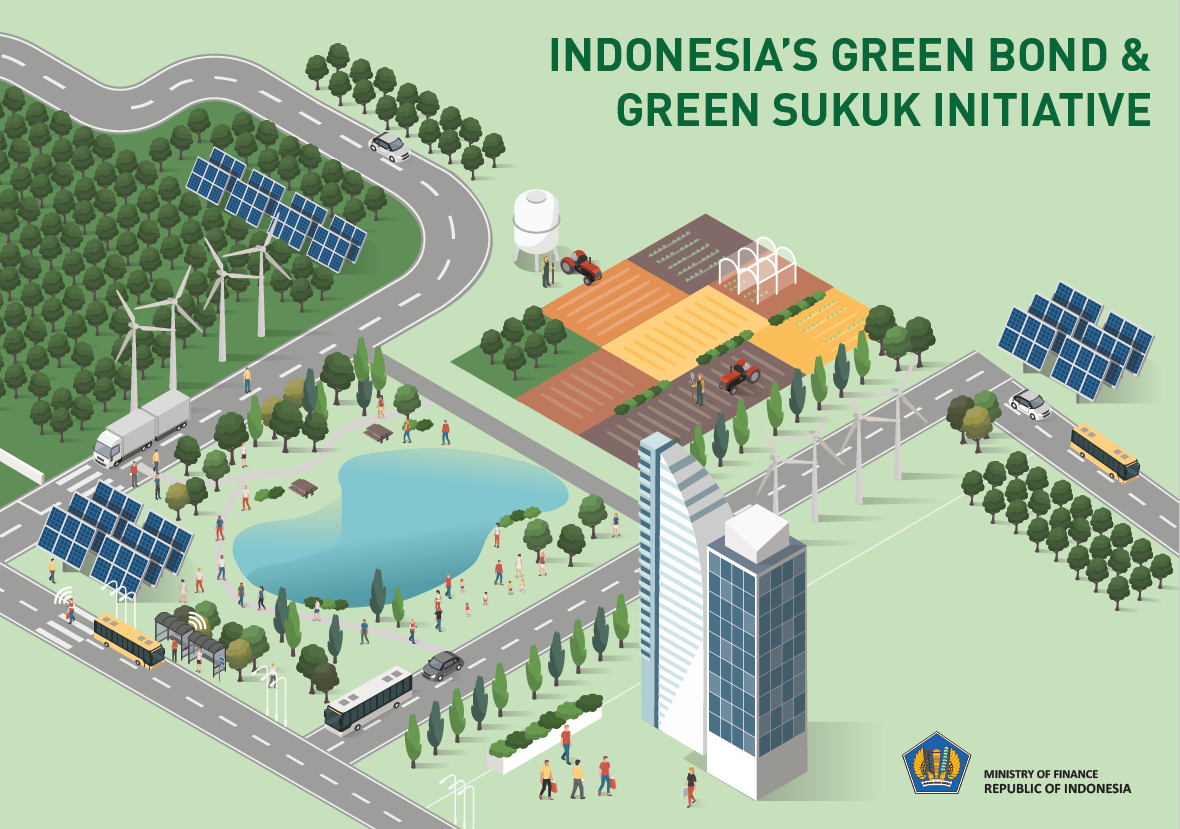 INDONESIA'S GREEN BOND &
GREEN SUKUK INITIATIVE
MINISTRY OF FINANCE
REPUBLIC OF INDONESIA